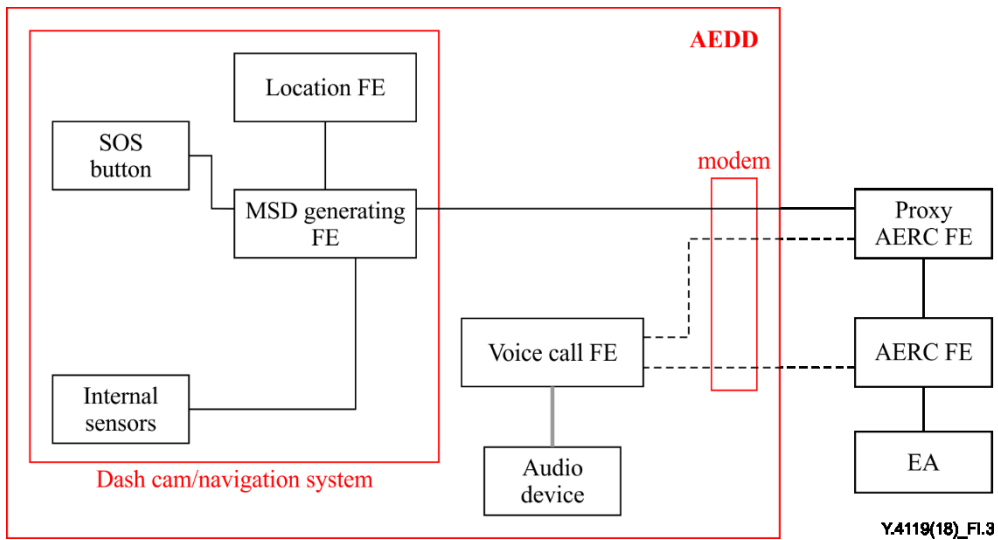 AEDD
Location FE
SOS
button
modem
MSD generating
FE
Proxy
AERC FE
Voice call FE
AERC FE
Internal
sensors
Audio
device
EA
Dash cam/navigation system
Y.4119(18)_FI.3